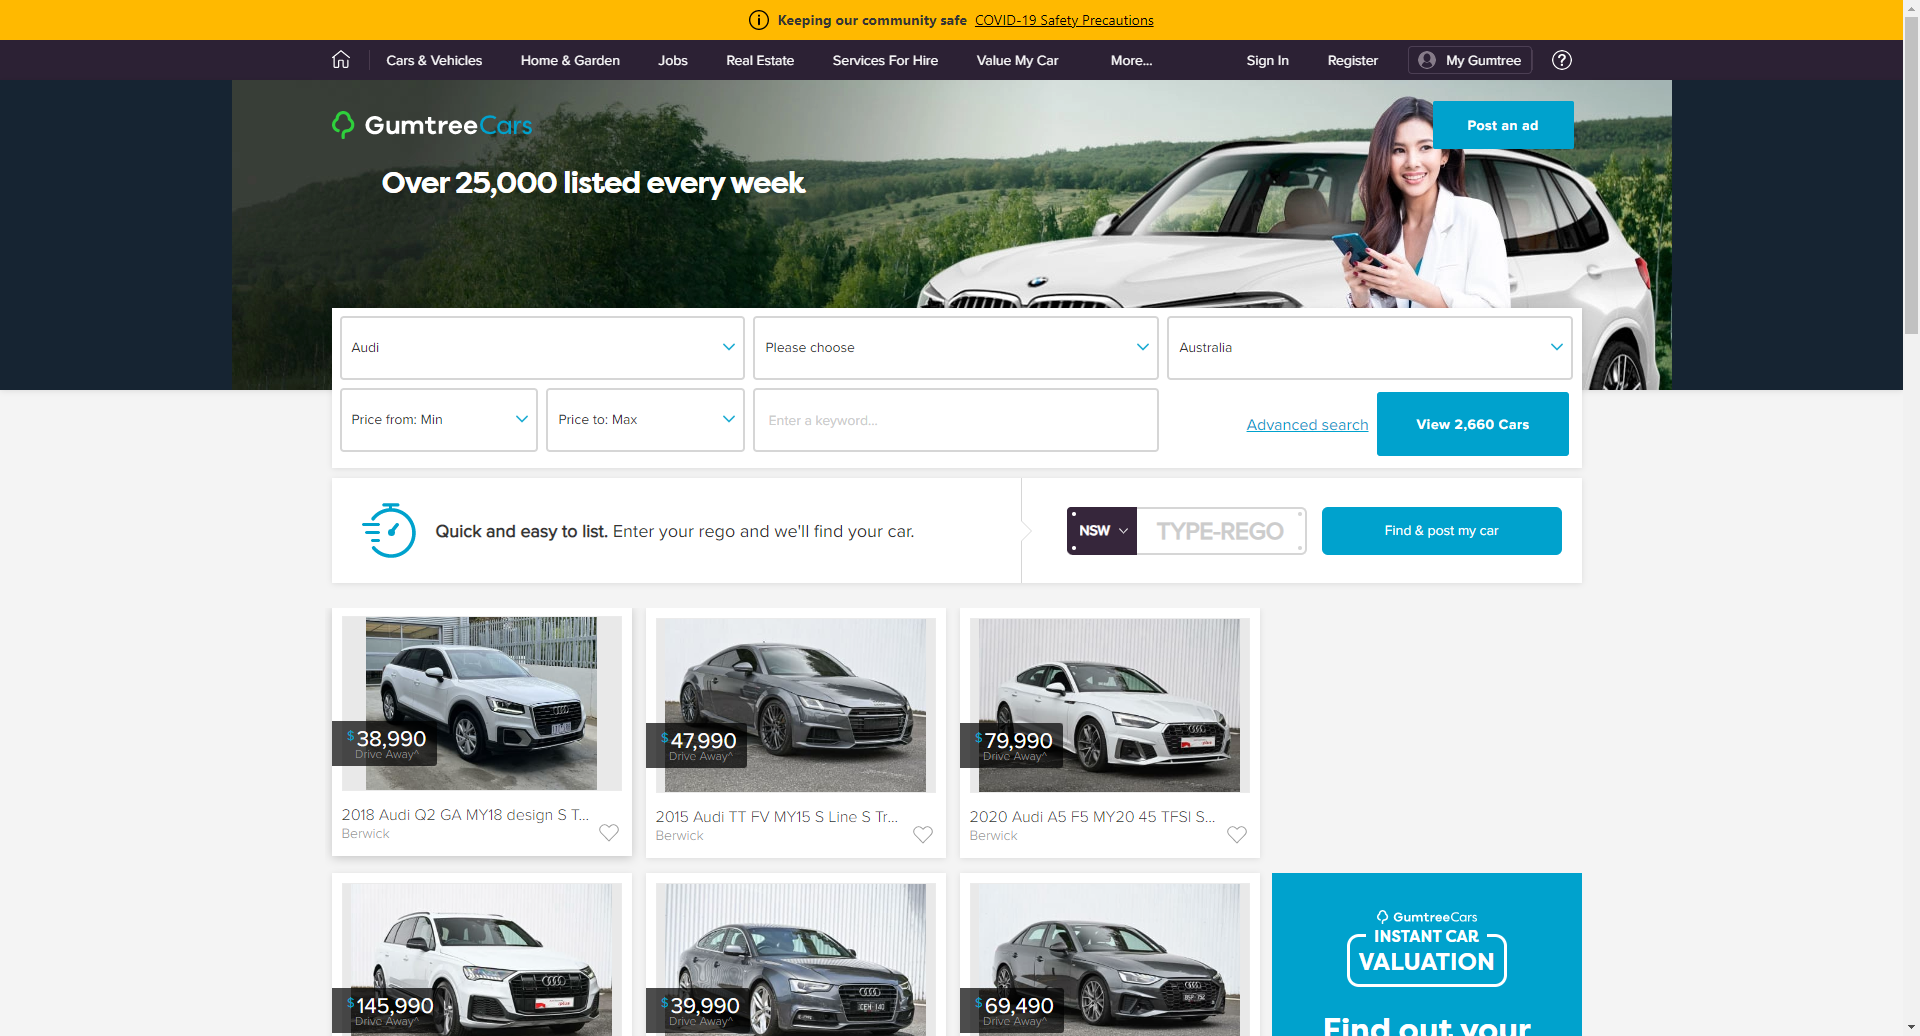 Keeping our community safe COVID-19 Safety Precautions
Cars & Vehicles Home & Garden Jobs Real Estate Services For Hire Value My Car More... Sign In Register My Gumtree ?
GumtreeCars
Post an ad
Over 25,000 listed every week
Audi Please choose Australia
Price from: Min Price to: Max Enter a keyword... Advanced search View 2,660 Cars
Quick and easy to list. Enter your rego and we'll find your car. NSW TYPE-REGO Find & post my car
$38,990
Drive Away^
2018 Audi Q2 GA MY18 design S T...
Berwick
$47,990
Drive Away^
2015 Audi TT FV MY15 S Line S Tr...
Berwick
$79,990
Drive Away^
2020 Audi A5 F5 MY20 45 TFSI S...
Berwick
$145,990
Drive Away^
$39,990
Drive Away^
$69,490
Drive Away^
GumtreeCars
INSTANT CAR
VALUATION
Find out your